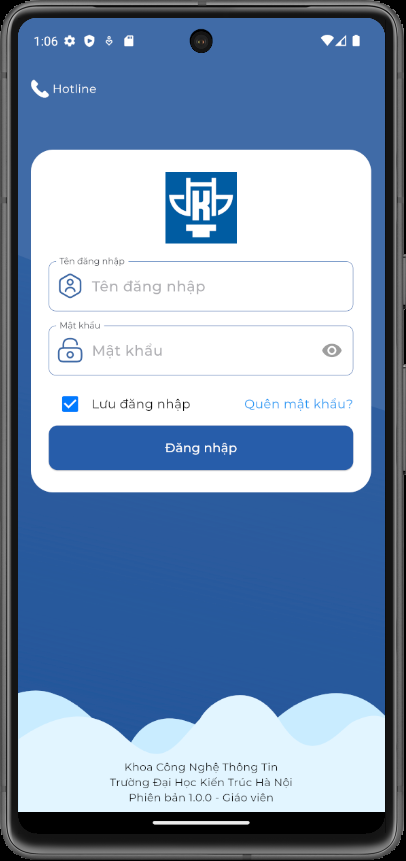 1:06
Hotline
Tên đăng nhập
Tên đăng nhập
Mật khẩu
Mật khẩu
Lưu đăng nhập
Quên mật khẩu?
Đăng nhập
Khoa Công Nghệ Thông Tin
Trường Đại Học Kiến Trúc Hà Nội
Phiên bản 1.0.0 - Giáo viên